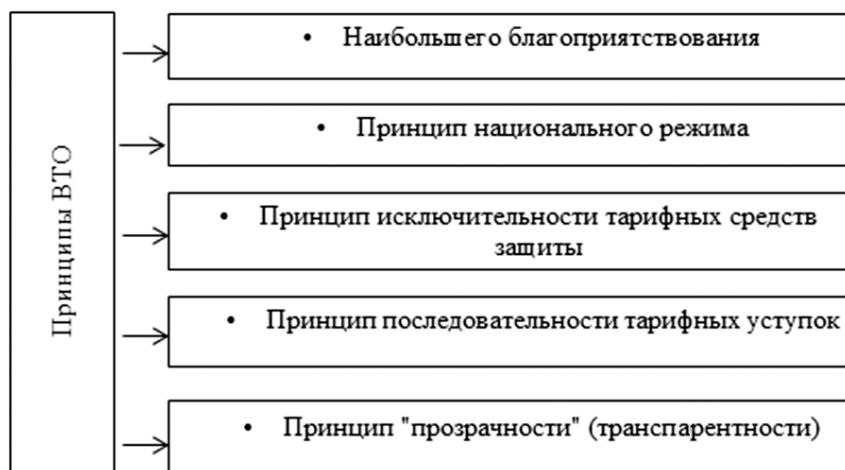 Принципы ВТО
• Наибольшего благоприятствования
• Принцип национального режима
• Принцип исключительности тарифных средств
защиты
• Принцип последовательности тарифных уступок
• Принцип "прозрачности" (транспарентности)